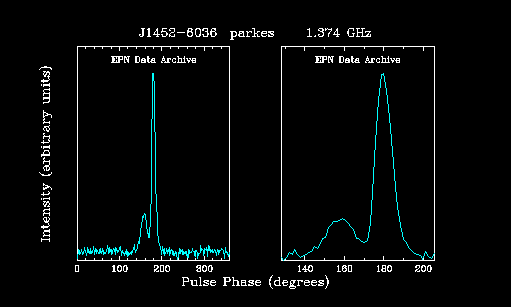 J1452-6036 parkes 1.374 GHz
EPN Data Archive EPN Data Archive
Intensity (arbitrary units)
0 100 200 300 140 160 180 200
Pulse Phase (degrees)